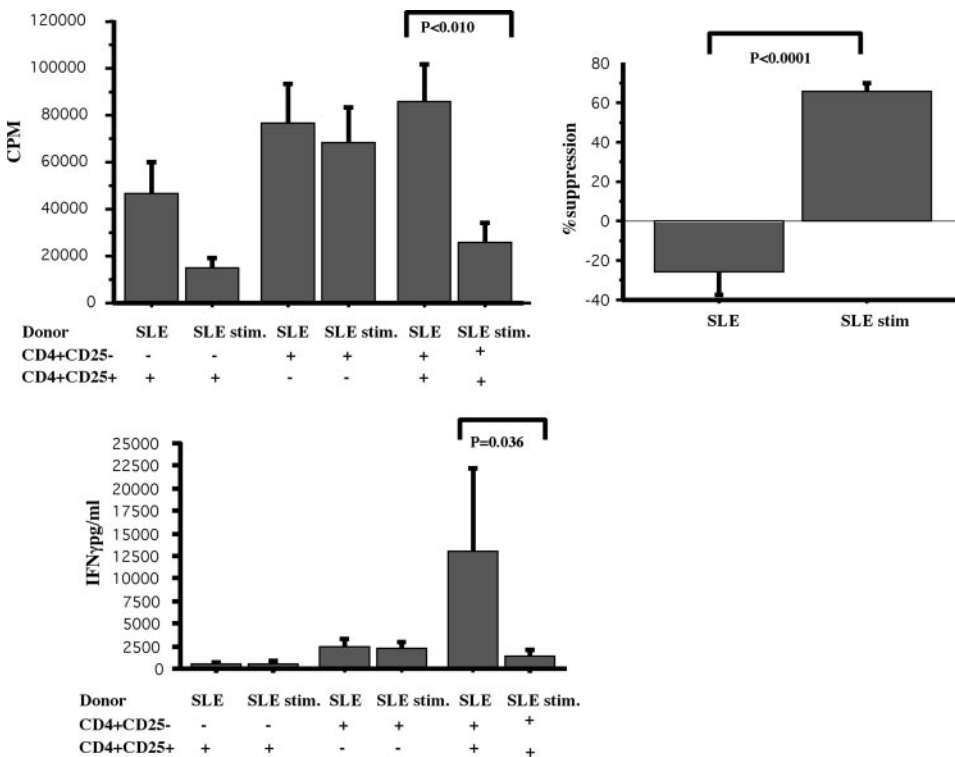 120000
100000
80000
60000
40000
20000
0
CPM
P<0.010
Donor SLE SLE stim. SLE SLE stim. SLE SLE stim.
CD4+CD25- - - + + + +
CD4+CD25+ + + - - + +
80
60
40
20
0
-20
-40
%suppression
P<0.0001
SLE SLE stim
25000
22500
20000
17500
15000
12500
10000
7500
5000
2500
0
IFNγpg/ml
P=0.036
Donor SLE SLE stim. SLE SLE stim. SLE SLE stim.
CD4+CD25- - - + + + +
CD4+CD25+ + + - - + +